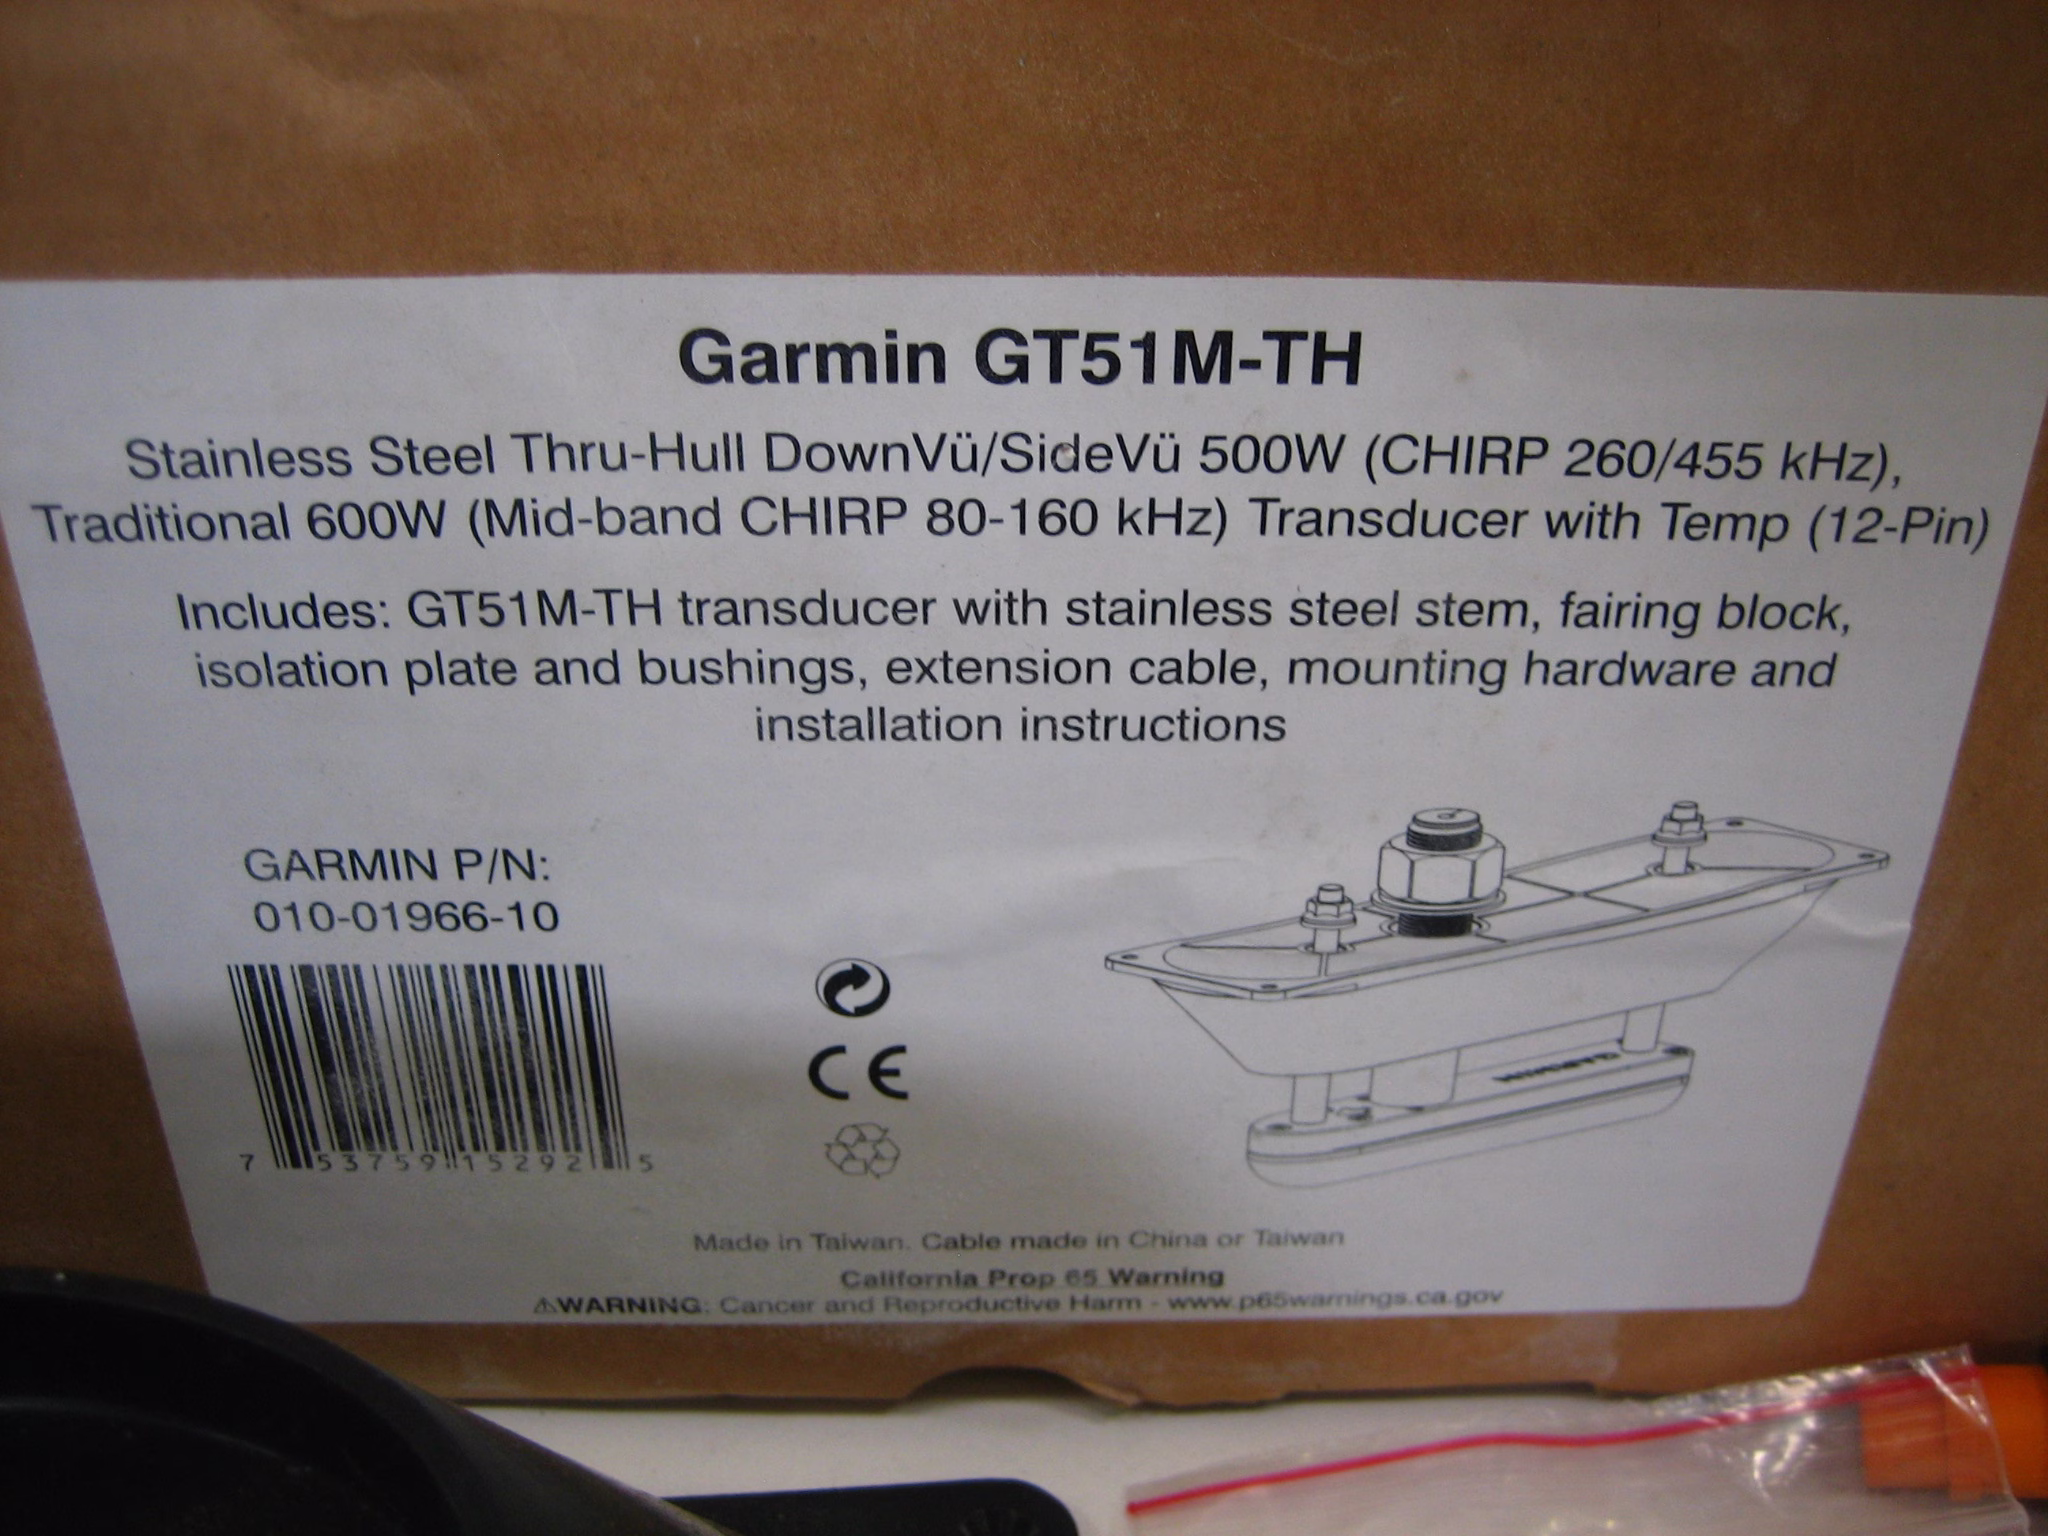 Garmin GT51M-TH
Stainless Steel Thru-Hull DownVü/SideVü 500W (CHIRP 260/455 kHz),
Traditional 600W (Mid-band CHIRP 80-160 kHz) Transducer with Temp (12-Pin)
Includes: GT51M-TH transducer with stainless steel stem, fairing block,
isolation plate and bushings, extension cable, mounting hardware and
installation instructions
GARMIN P/N:
010-01966-10
7 53759 15292 5
CE
GARMIN
Made in Taiwan. Cable made in China or Taiwan
California Prop 65 Warning
⚠WARNING: Cancer and Reproductive Harm - www.p65warnings.ca.gov